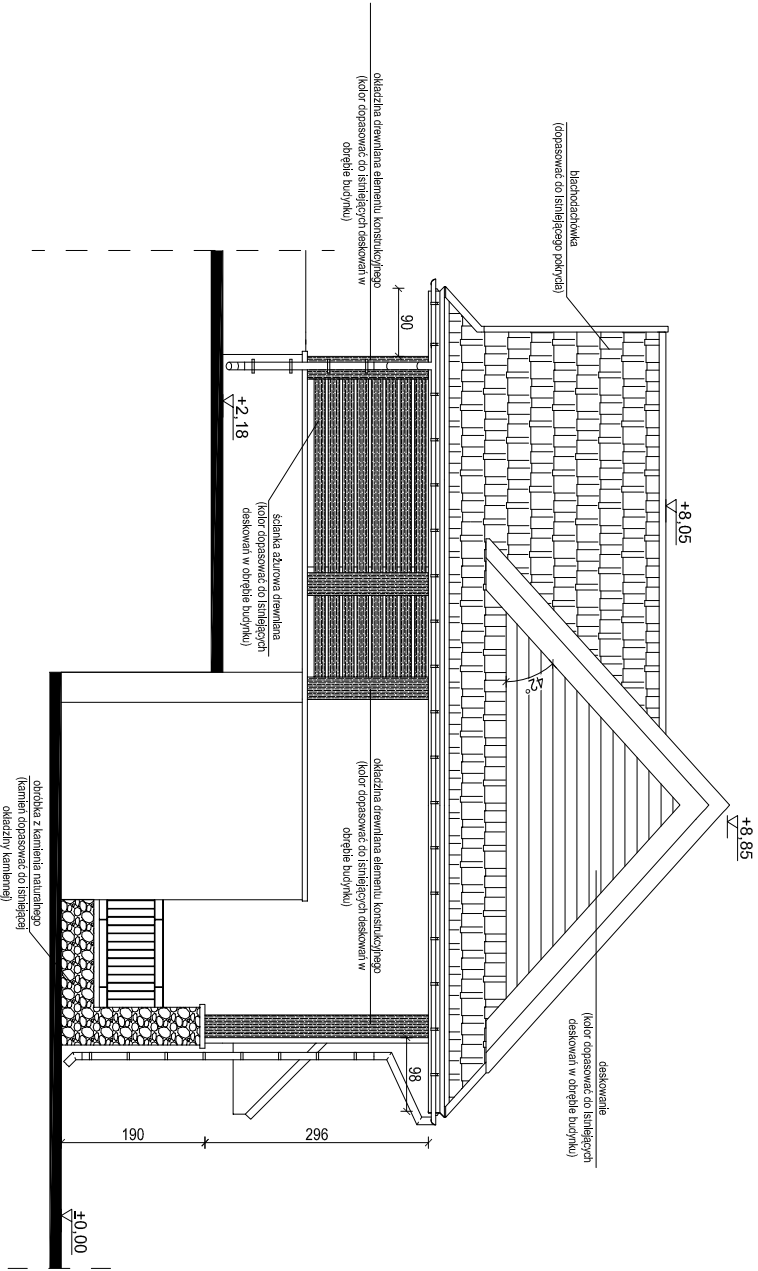 okładzina drewniana elementu konstrukcyjnego
(kolor dopasować do istniejących deskowań w
obrębie budynku)
blachodachówka
(dopasować do istniejącego pokrycia)
90
+8,05
+2,18
ścianka ażurowa drewniana
(kolor dopasować do istniejących
deskowań w obrębie budynku)
42°
+8,85
okładzina drewniana elementu konstrukcyjnego
(kolor dopasować do istniejących deskowań w
obrębie budynku)
obróbka z kamienia naturalnego
(kamień dopasować do istniejącej
okładziny kamiennej)
deskowanie
(kolor dopasować do istniejących
deskowań w obrębie budynku)
98
296
190
±0,00